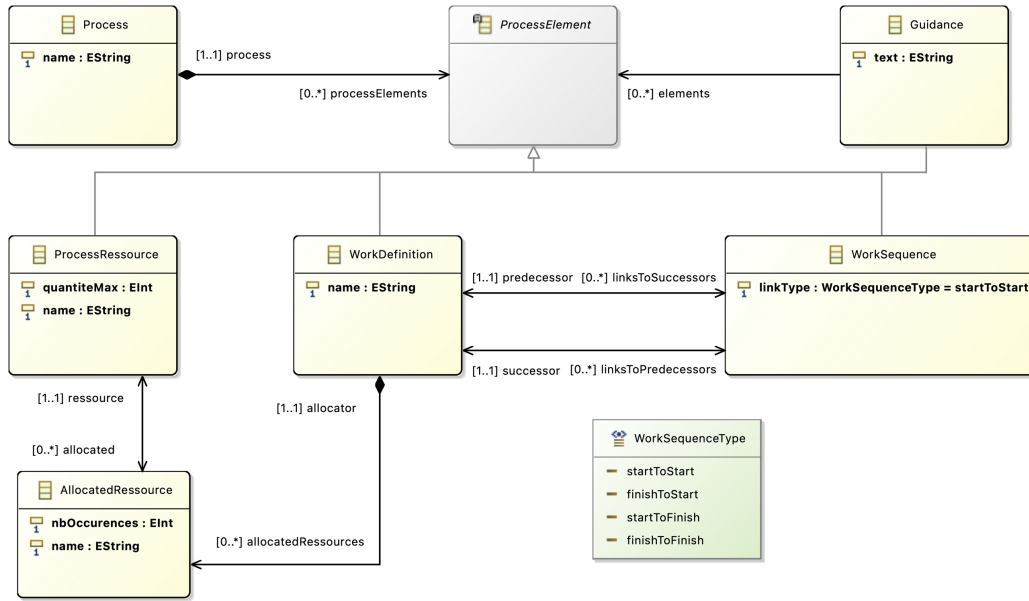 Process
name : EString
ProcessElement
Guidance
text : EString
[1..1] process
[0..*] processElements
[0..*] elements
ProcessRessource
quantiteMax : EInt
name : EString
WorkDefinition
name : EString
WorkSequence
linkType : WorkSequenceType = startToStart
[1..1] predecessor
[0..*] linksToSuccessors
[1..1] successor
[0..*] linksToPredecessors
[1..1] ressource
[0..*] allocated
[1..1] allocator
[0..*] allocatedRessources
AllocatedRessource
nbOccurences : EInt
name : EString
WorkSequenceType
startToStart
finishToStart
startToFinish
finishToFinish